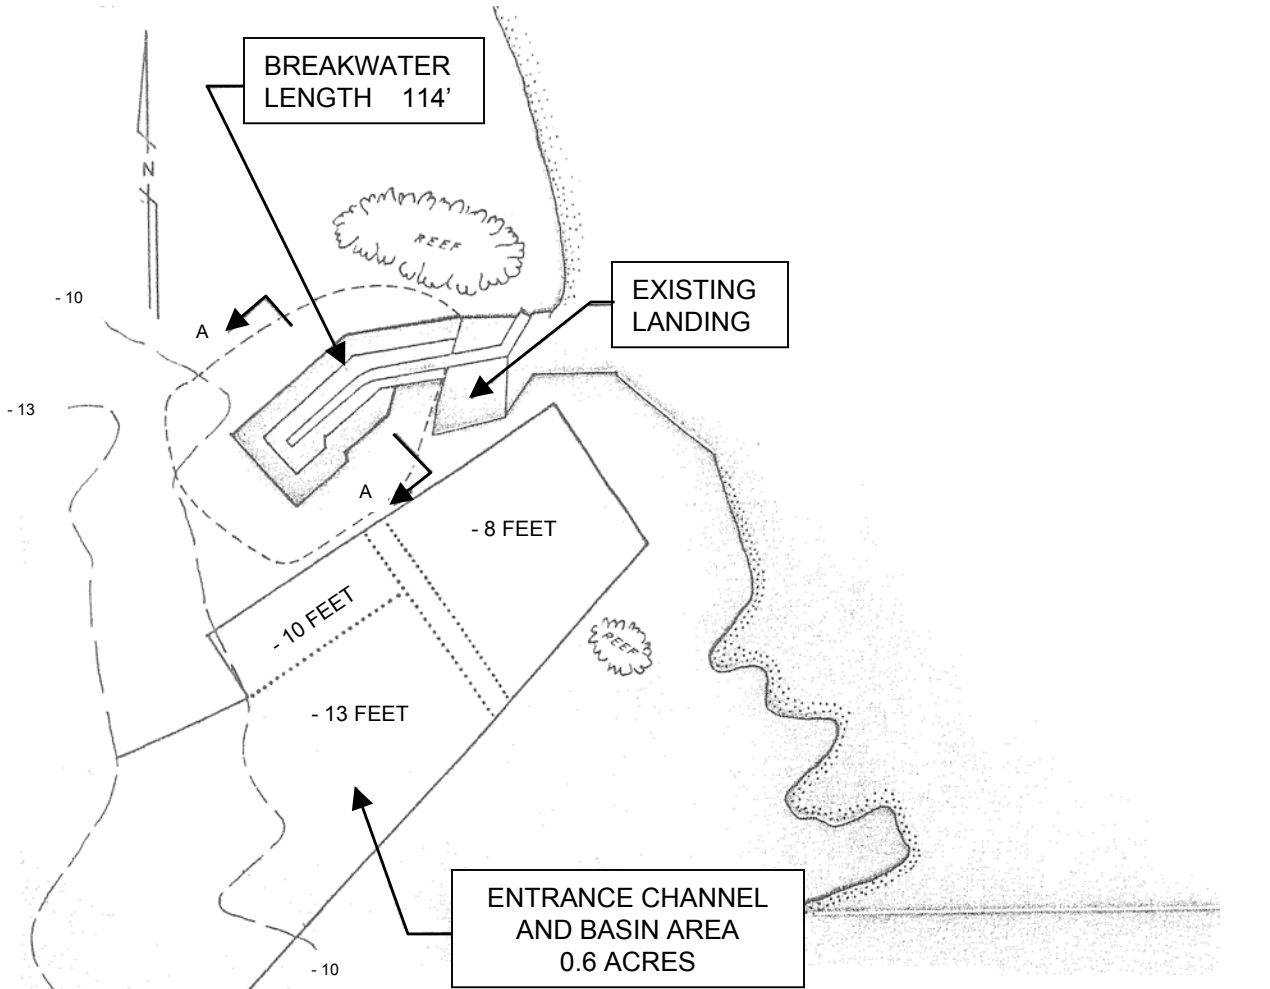 BREAKWATER
LENGTH 114’
N
REEF
EXISTING
LANDING
- 10
A
- 13
A
- 8 FEET
- 10 FEET
REEF
- 13 FEET
ENTRANCE CHANNEL
AND BASIN AREA
0.6 ACRES
- 10